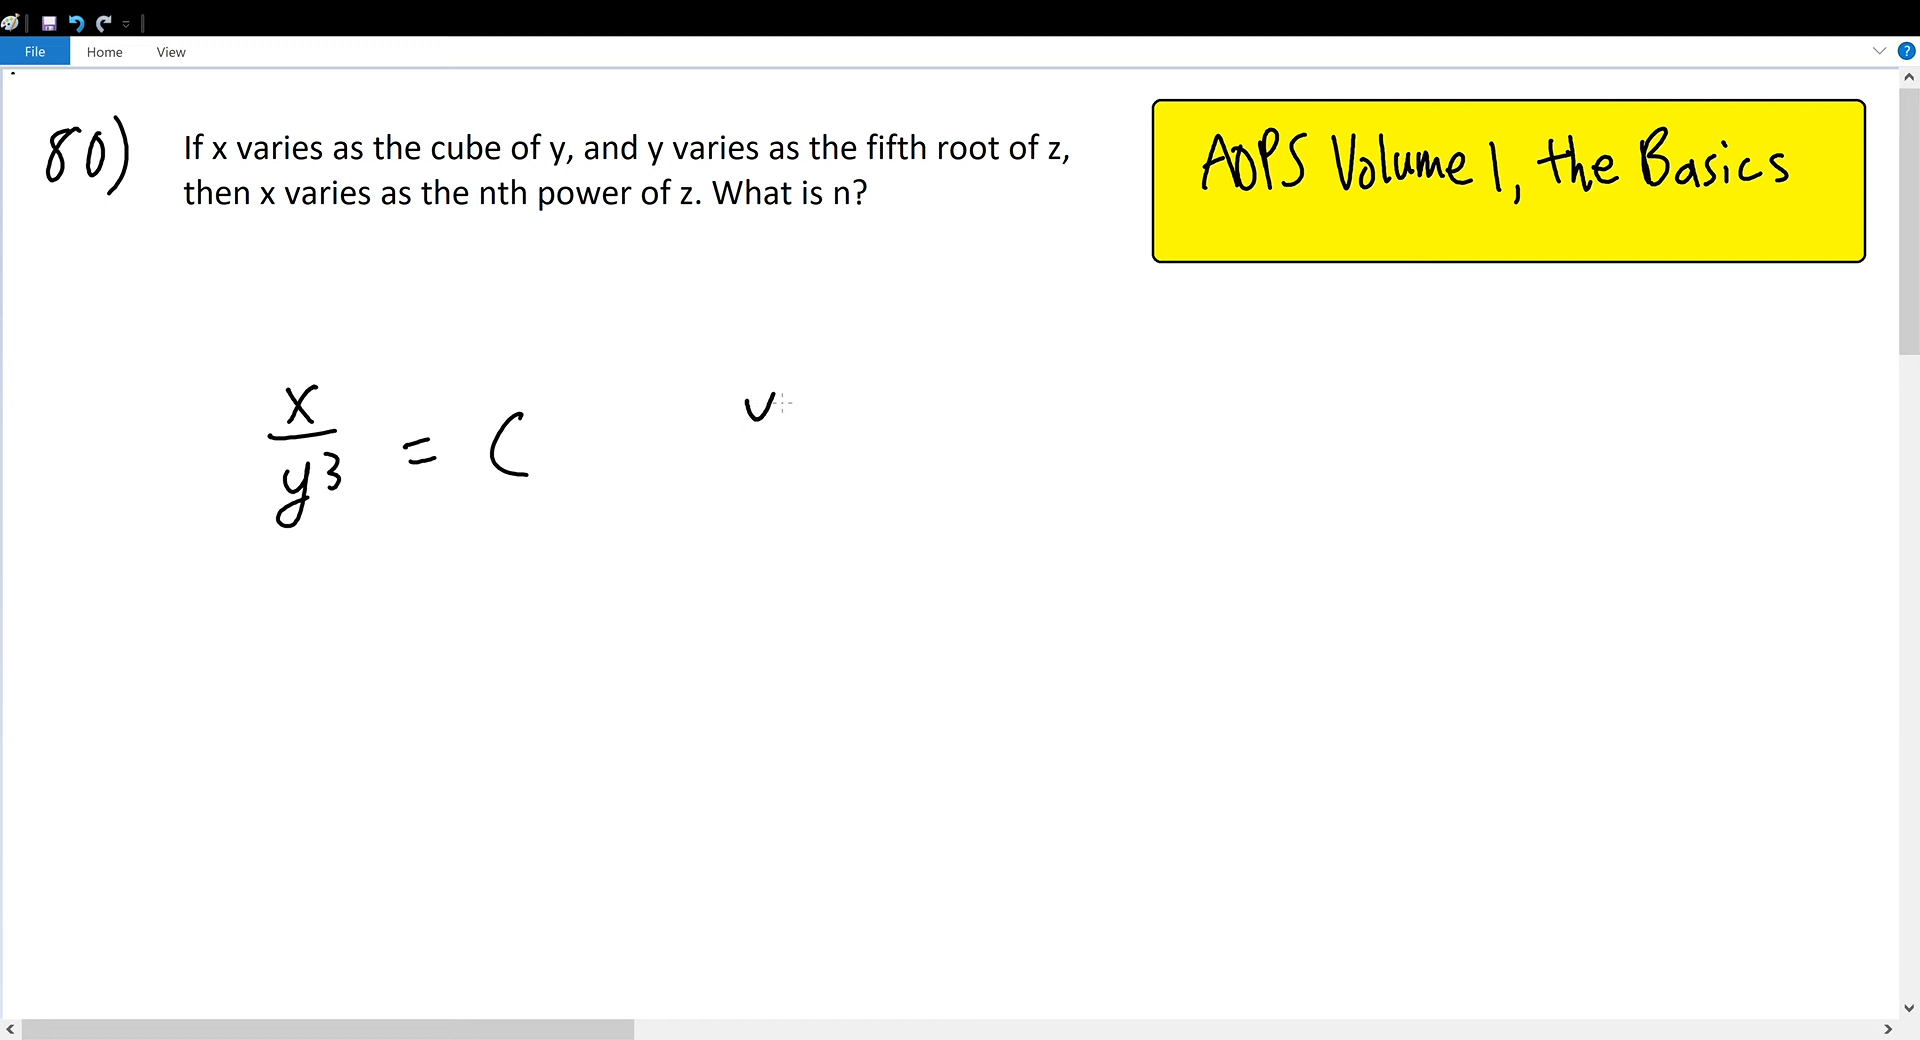 File Home View
80) If x varies as the cube of y, and y varies as the fifth root of z,
then x varies as the nth power of z. What is n?
AOPS Volume 1, the Basics
x
y³ = C